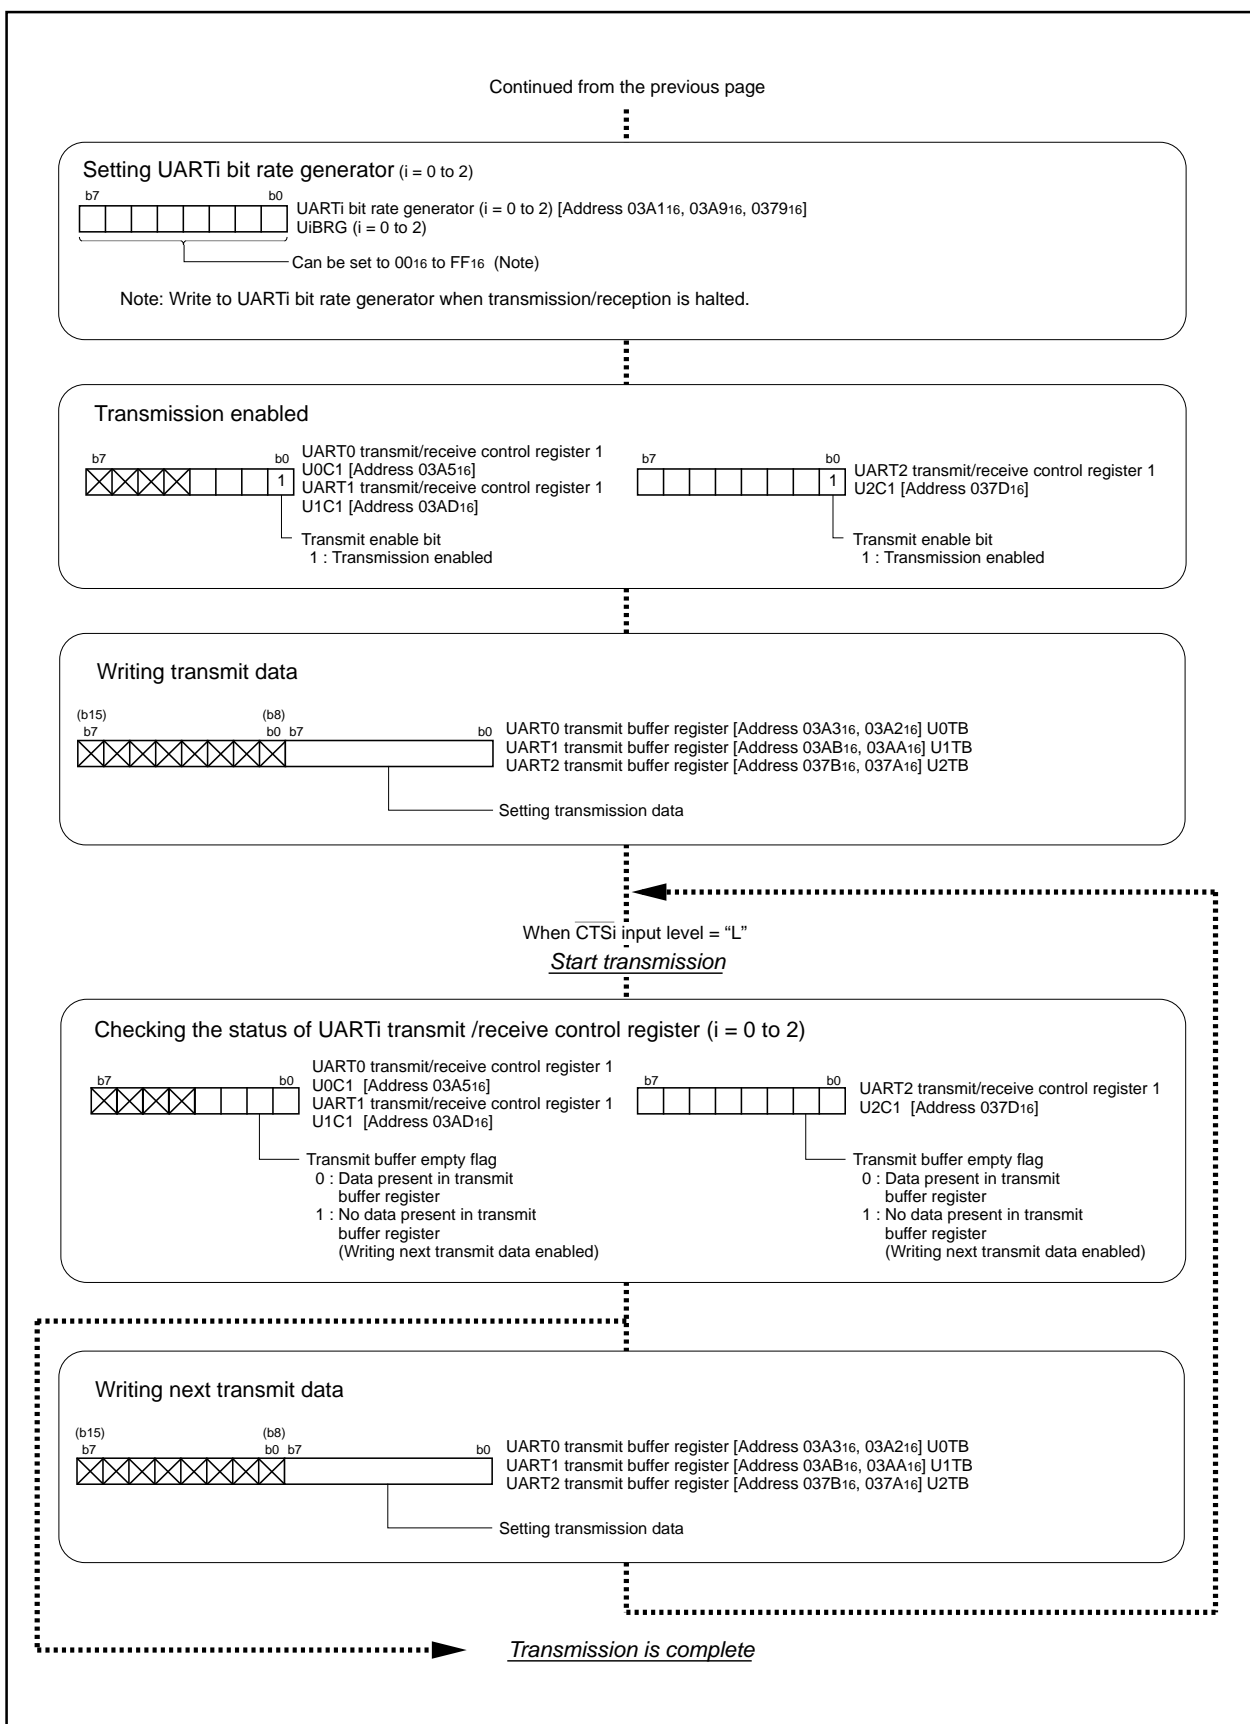 Continued from the previous page
Setting UARTi bit rate generator (i = 0 to 2)
b7 b0
UARTi bit rate generator (i = 0 to 2) [Address 03A116, 03A916, 037916]
UiBRG (i = 0 to 2)
Can be set to 0016 to FF16 (Note)
Note: Write to UARTi bit rate generator when transmission/reception is halted.
Transmission enabled
b7 b0
1
UART0 transmit/receive control register 1
U0C1 [Address 03A516]
UART1 transmit/receive control register 1
U1C1 [Address 03AD16]
Transmit enable bit
1 : Transmission enabled
b7 b0
1
UART2 transmit/receive control register 1
U2C1 [Address 037D16]
Transmit enable bit
1 : Transmission enabled
Writing transmit data
(b15) (b8)
b7 b0 b7 b0
UART0 transmit buffer register [Address 03A316, 03A216] U0TB
UART1 transmit buffer register [Address 03AB16, 03AA16] U1TB
UART2 transmit buffer register [Address 037B16, 037A16] U2TB
Setting transmission data
When CTSi input level = “L”
Start transmission
Checking the status of UARTi transmit /receive control register (i = 0 to 2)
b7 b0
UART0 transmit/receive control register 1
U0C1 [Address 03A516]
UART1 transmit/receive control register 1
U1C1 [Address 03AD16]
Transmit buffer empty flag
0 : Data present in transmit
buffer register
1 : No data present in transmit
buffer register
(Writing next transmit data enabled)
b7 b0
UART2 transmit/receive control register 1
U2C1 [Address 037D16]
Transmit buffer empty flag
0 : Data present in transmit
buffer register
1 : No data present in transmit
buffer register
(Writing next transmit data enabled)
Writing next transmit data
(b15) (b8)
b7 b0 b7 b0
UART0 transmit buffer register [Address 03A316, 03A216] U0TB
UART1 transmit buffer register [Address 03AB16, 03AA16] U1TB
UART2 transmit buffer register [Address 037B16, 037A16] U2TB
Setting transmission data
Transmission is complete